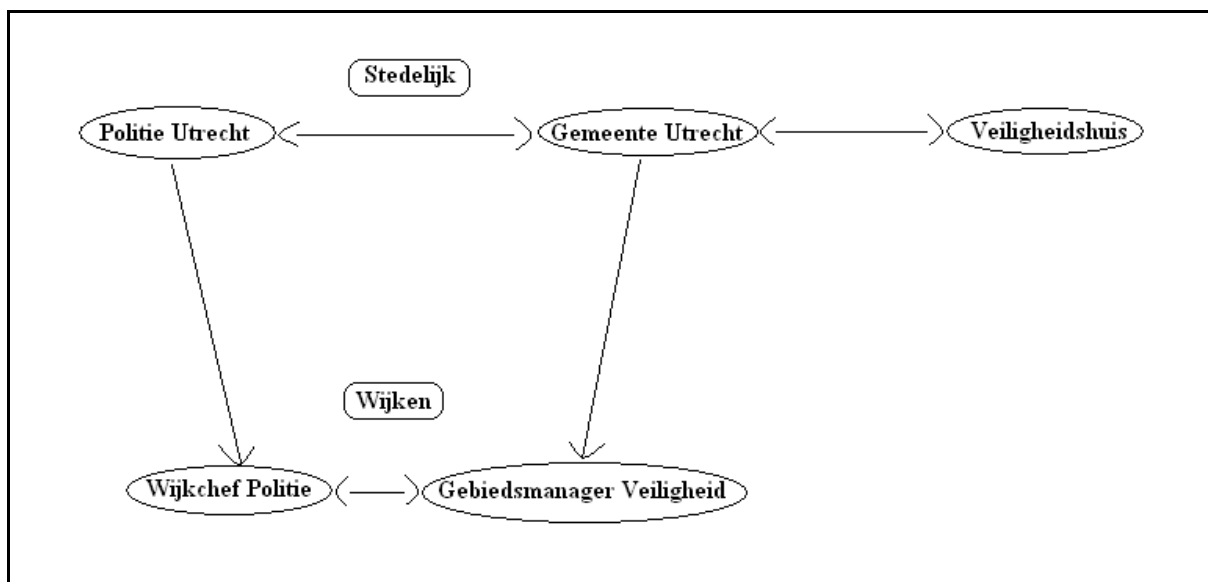 Stedelijk
Politie Utrecht
Gemeente Utrecht
Veiligheidshuis
Wijken
Wijkchef Politie
Gebiedsmanager Veiligheid